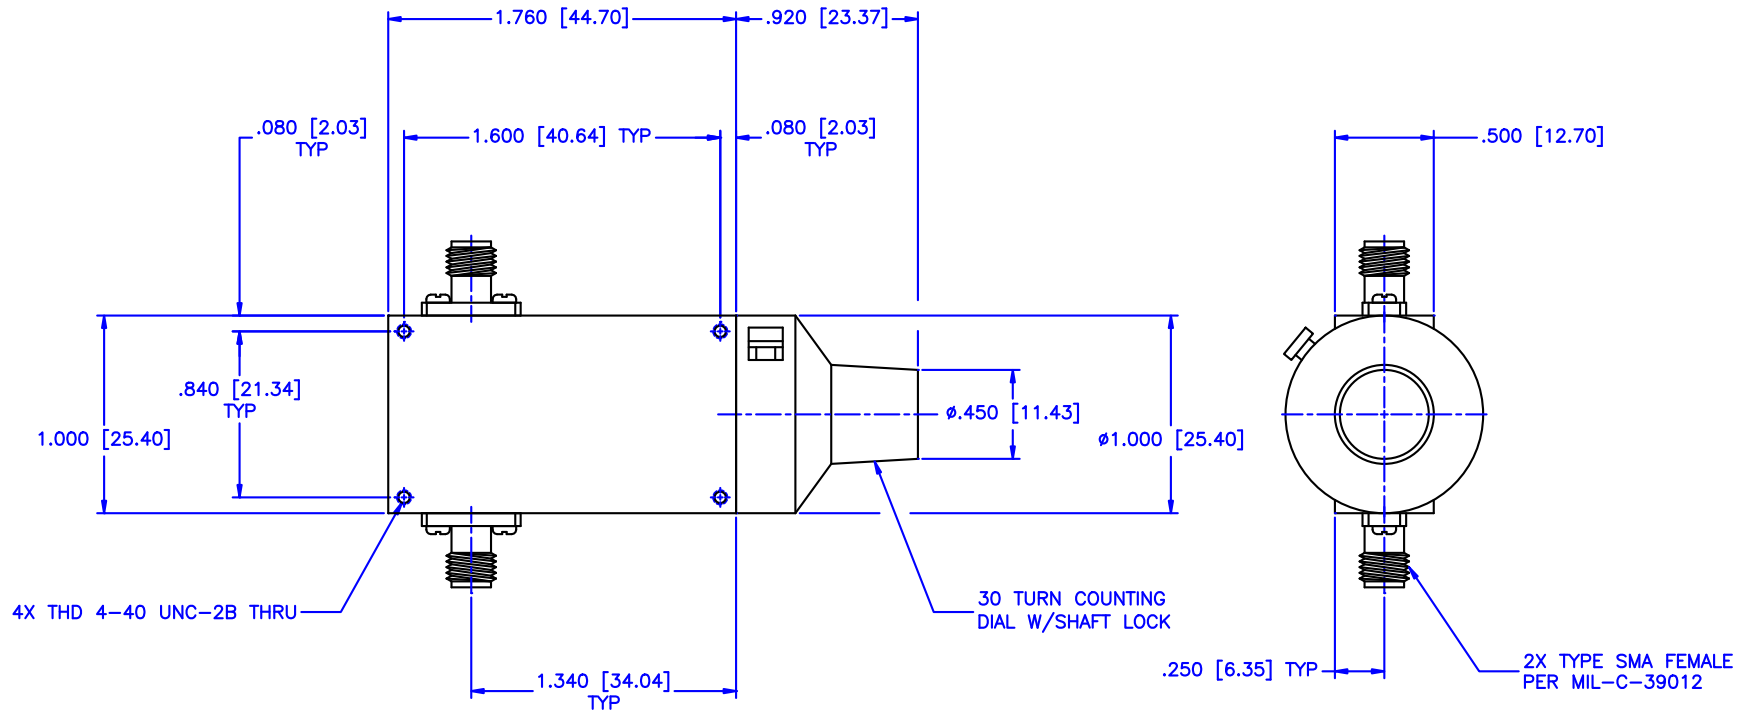 1.760 [44.70]
.920 [23.37]
.080 [2.03]
TYP
1.600 [40.64] TYP
.080 [2.03]
TYP
.500 [12.70]
.840 [21.34]
TYP
1.000 [25.40]
ø.450 [11.43]
ø1.000 [25.40]
4X THD 4-40 UNC-2B THRU
30 TURN COUNTING
DIAL W/SHAFT LOCK
1.340 [34.04]
TYP
.250 [6.35] TYP
2X TYPE SMA FEMALE
PER MIL-C-39012